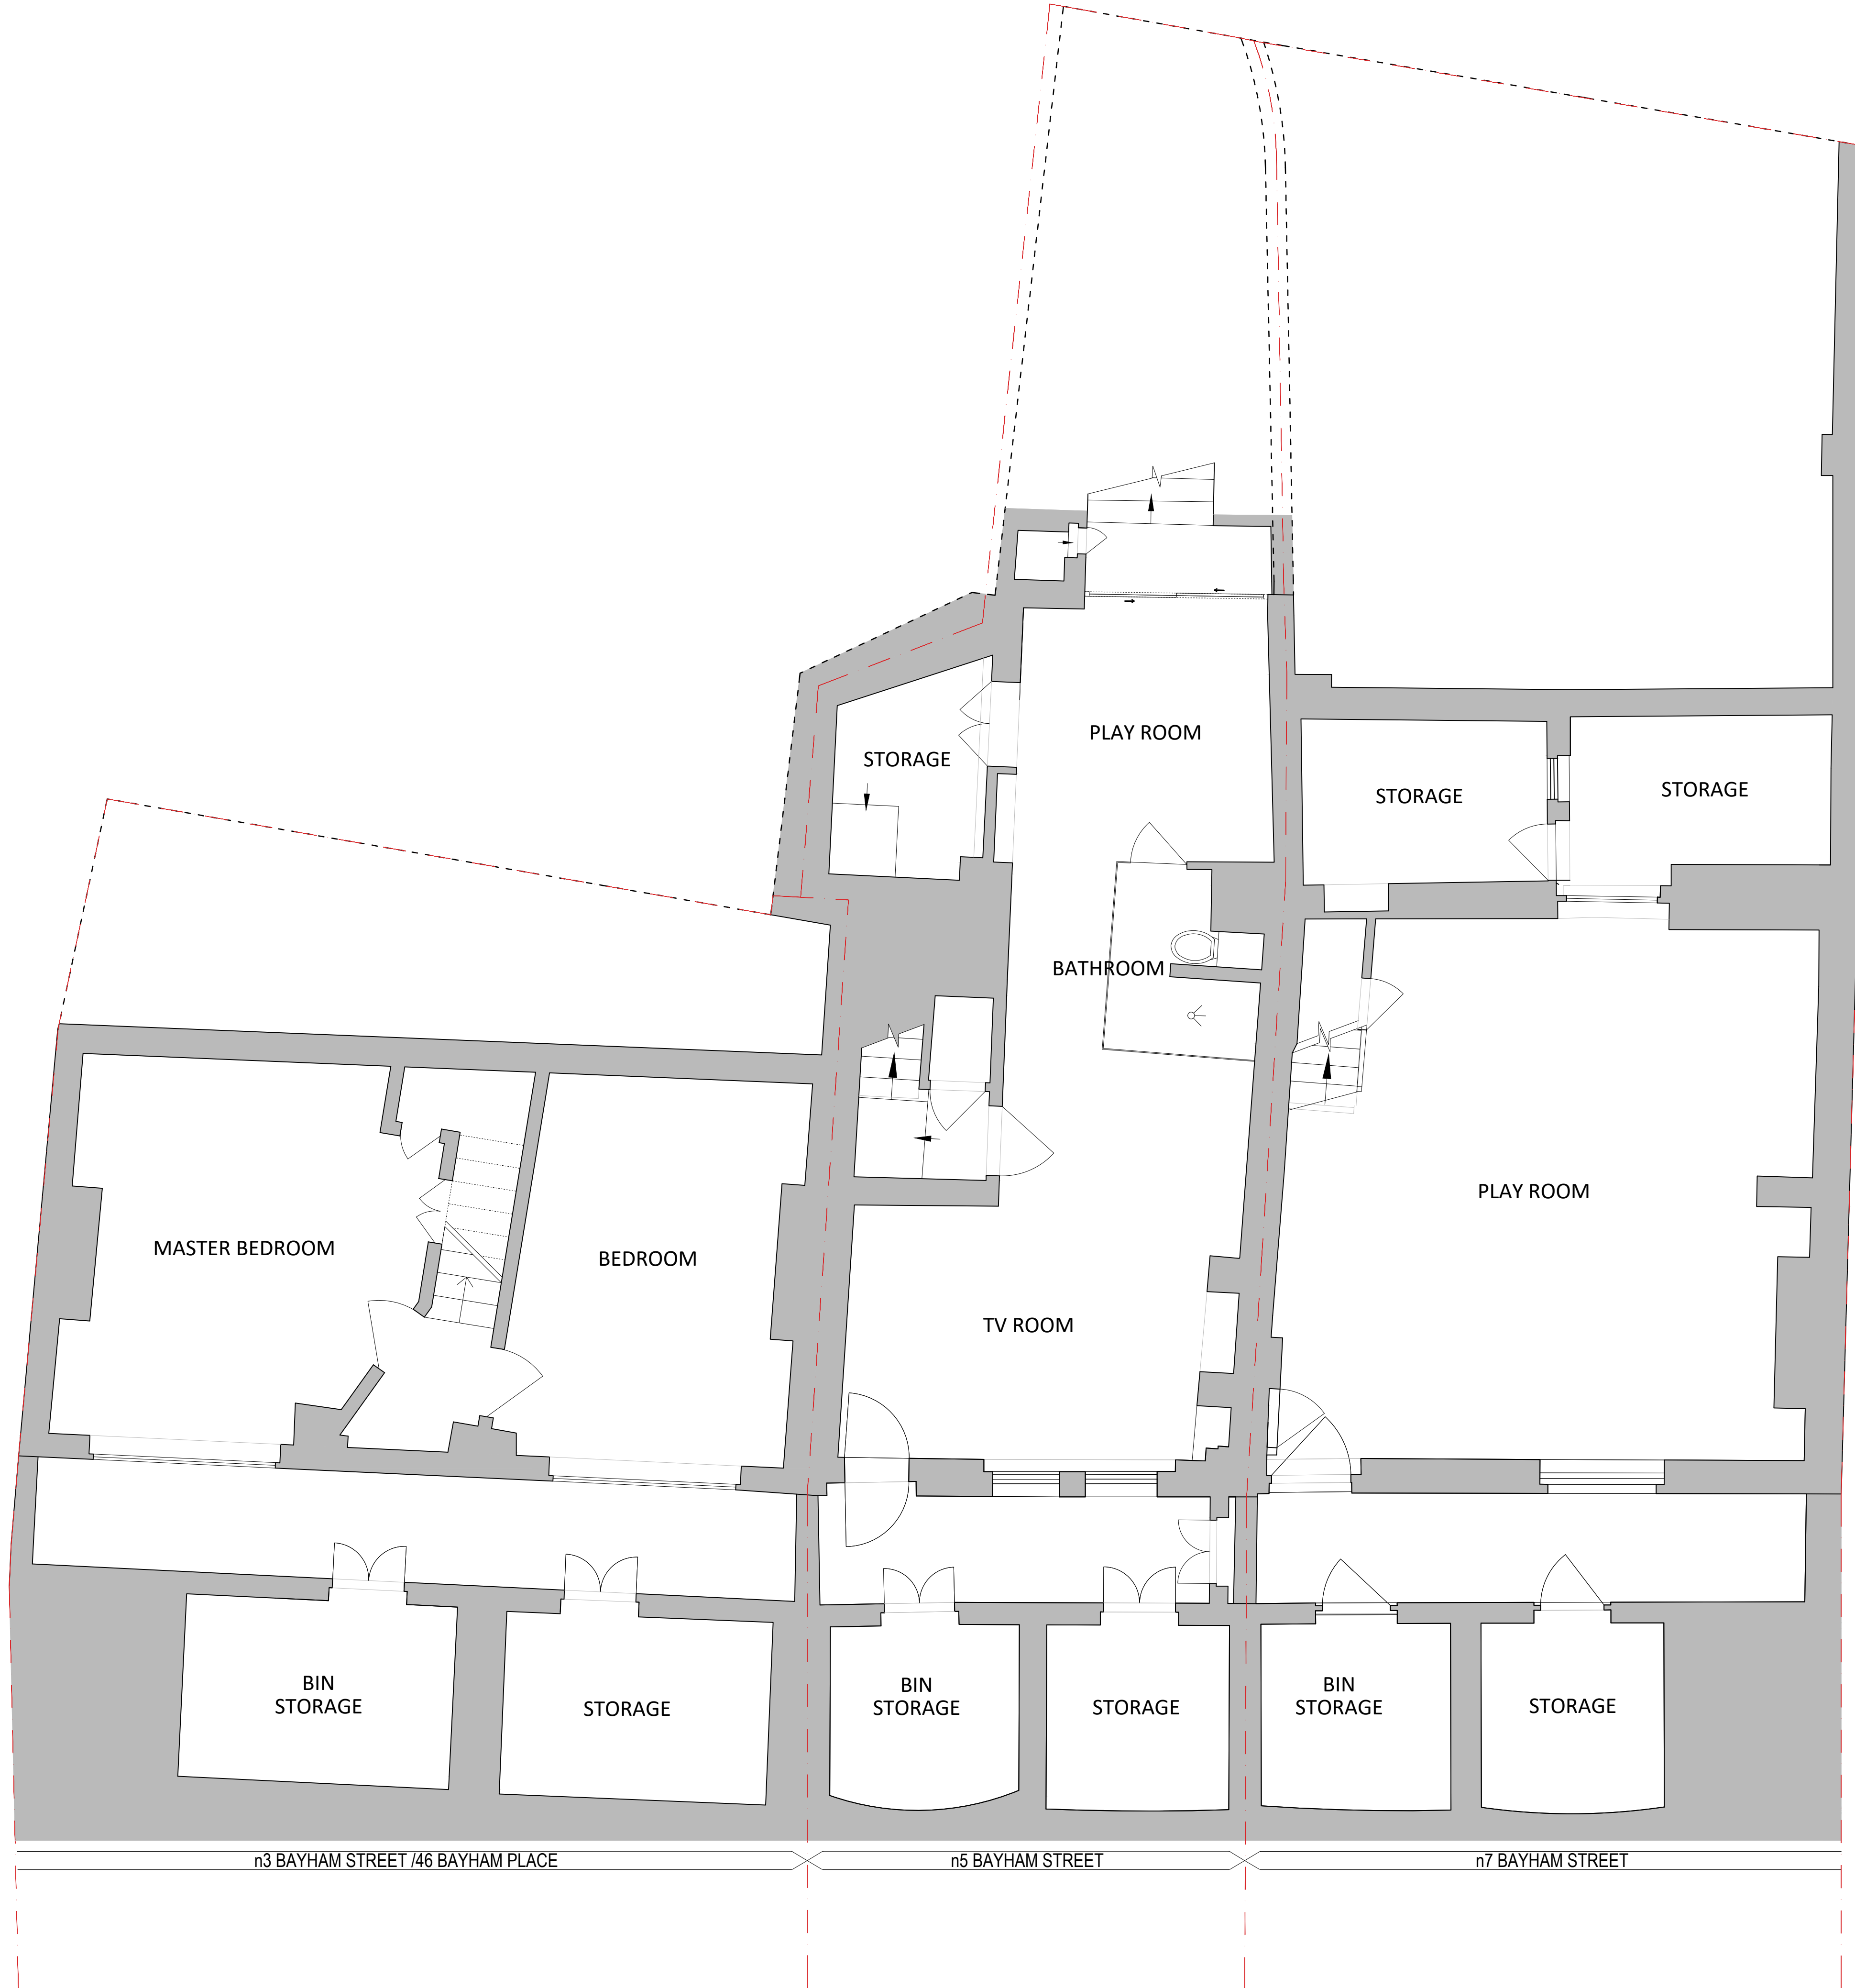 PLAY ROOM
STORAGE
STORAGE
STORAGE
BATHROOM
PLAY ROOM
MASTER BEDROOM
BEDROOM
TV ROOM
BIN
STORAGE
STORAGE
BIN
STORAGE
STORAGE
BIN
STORAGE
STORAGE
n3 BAYHAM STREET /46 BAYHAM PLACE
n5 BAYHAM STREET
n7 BAYHAM STREET